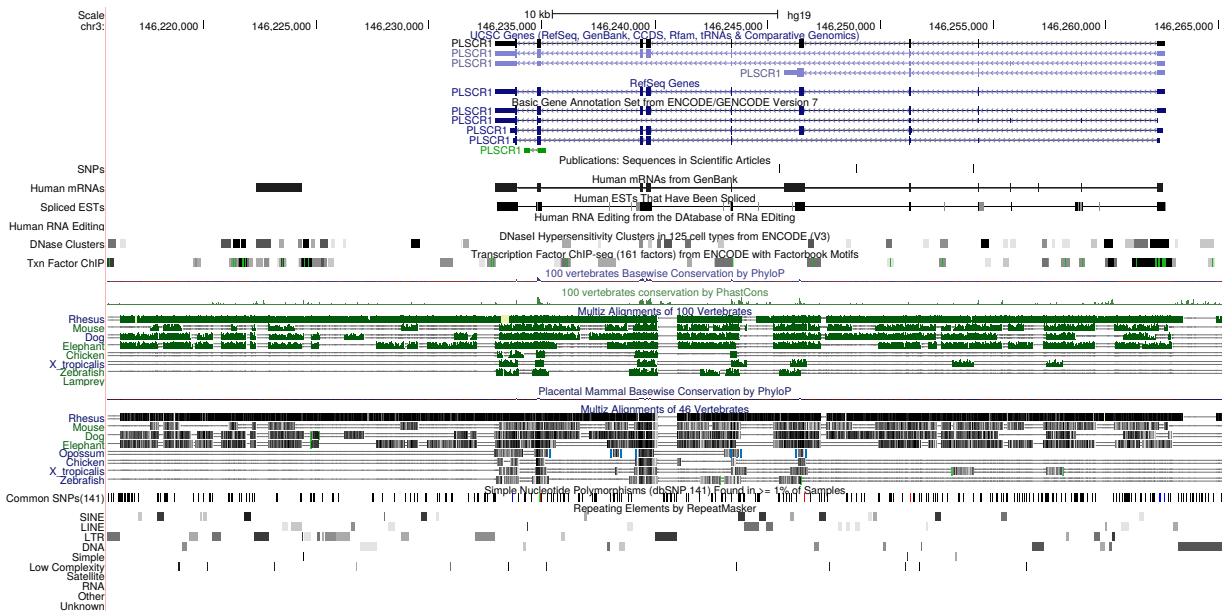 Scale 10 kb hg19
chr3: 146,220,000 146,225,000 146,230,000 146,235,000 146,240,000 146,245,000 146,250,000 146,255,000 146,260,000 146,265,000
UCSC Genes (RefSeq, GenBank, CCDS, Rfam, tRNAs & Comparative Genomics)
PLSCR1
PLSCR1
PLSCR1
PLSCR1
RefSeq Genes
PLSCR1
Basic Gene Annotation Set from ENCODE/GENCODE Version 7
PLSCR1
PLSCR1
PLSCR1
PLSCR1
PLSCR1
Publications: Sequences in Scientific Articles
SNPs
Human mRNAs from GenBank
Human mRNAs
Human ESTs That Have Been Spliced
Spliced ESTs
Human RNA Editing from the DAtabase of RNa EDiting
Human RNA Editing
DNaseI Hypersensitivity Clusters in 125 cell types from ENCODE (V3)
DNase Clusters
Transcription Factor ChIP-seq (161 factors) from ENCODE with Factorbook Motifs
Txn Factor ChIP
100 vertebrates Basewise Conservation by PhyloP
100 vertebrates conservation by PhastCons
Multiz Alignments of 100 Vertebrates
Rhesus
Mouse
Dog
Elephant
Chicken
X_tropicalis
Zebrafish
Lamprey
Placental Mammal Basewise Conservation by PhyloP
Multiz Alignments of 46 Vertebrates
Rhesus
Mouse
Dog
Elephant
Opossum
Chicken
X_tropicalis
Zebrafish
Simple Nucleotide Polymorphisms (dbSNP 141) Found in >= 1% of Samples
Common SNPs(141)
Repeating Elements by RepeatMasker
SINE
LINE
LTR
DNA
Simple
Low Complexity
Satellite
RNA
Other
Unknown